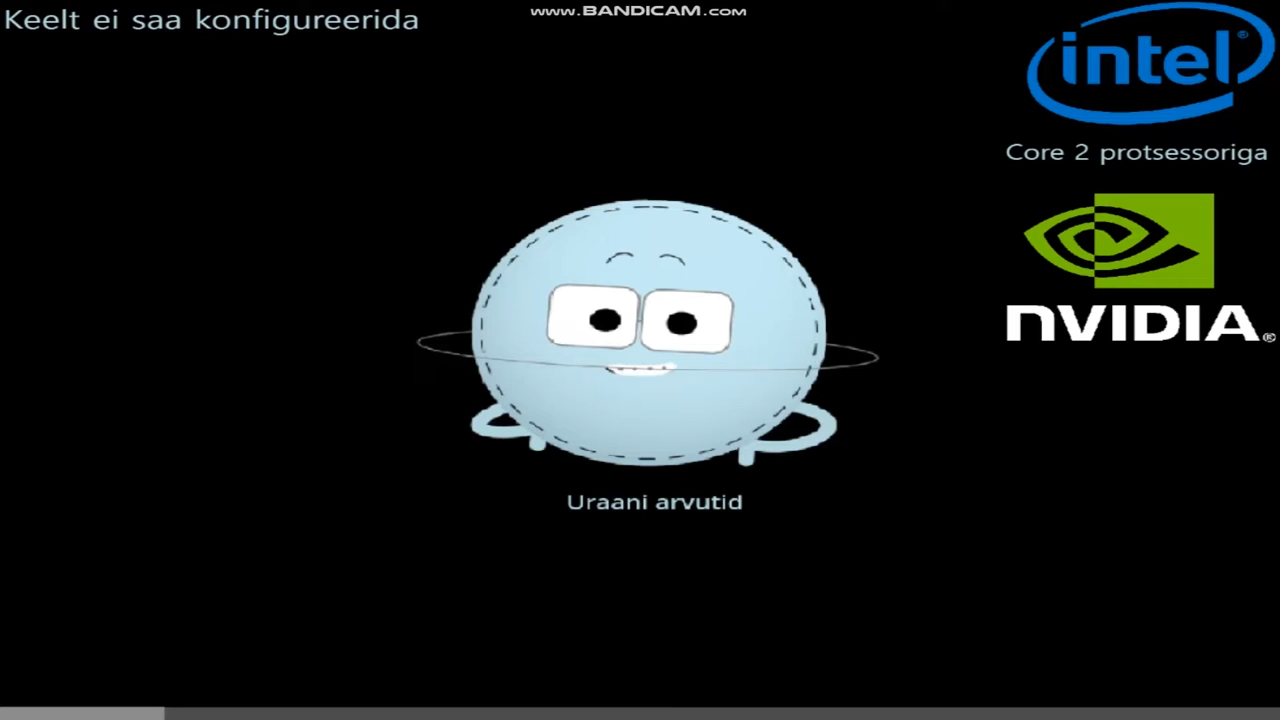 Keelt ei saa konfigureerida
www.BANDICAM.com
intel®
Core 2 protsessoriga
NVIDIA®
Uraani arvutid